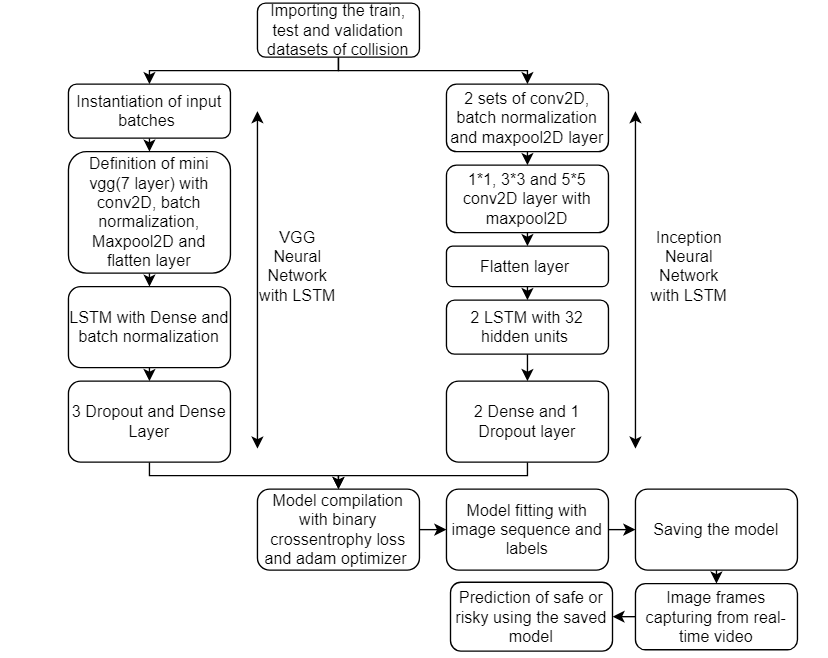 Importing the train,
test and validation
datasets of collision
Instantiation of input
batches
Definition of mini
vgg(7 layer) with
conv2D, batch
normalization,
Maxpool2D and
flatten layer
LSTM with Dense and
batch normalization
3 Dropout and Dense
Layer
VGG
Neural
Network
with LSTM
2 sets of conv2D,
batch normalization
and maxpool2D layer
1*1, 3*3 and 5*5
conv2D layer with
maxpool2D
Flatten layer
2 LSTM with 32
hidden units
2 Dense and 1
Dropout layer
Inception
Neural
Network
with LSTM
Model compilation
with binary
crossentrophy loss
and adam optimizer
Model fitting with
image sequence and
labels
Saving the model
Image frames
capturing from real-
time video
Prediction of safe or
risky using the saved
model